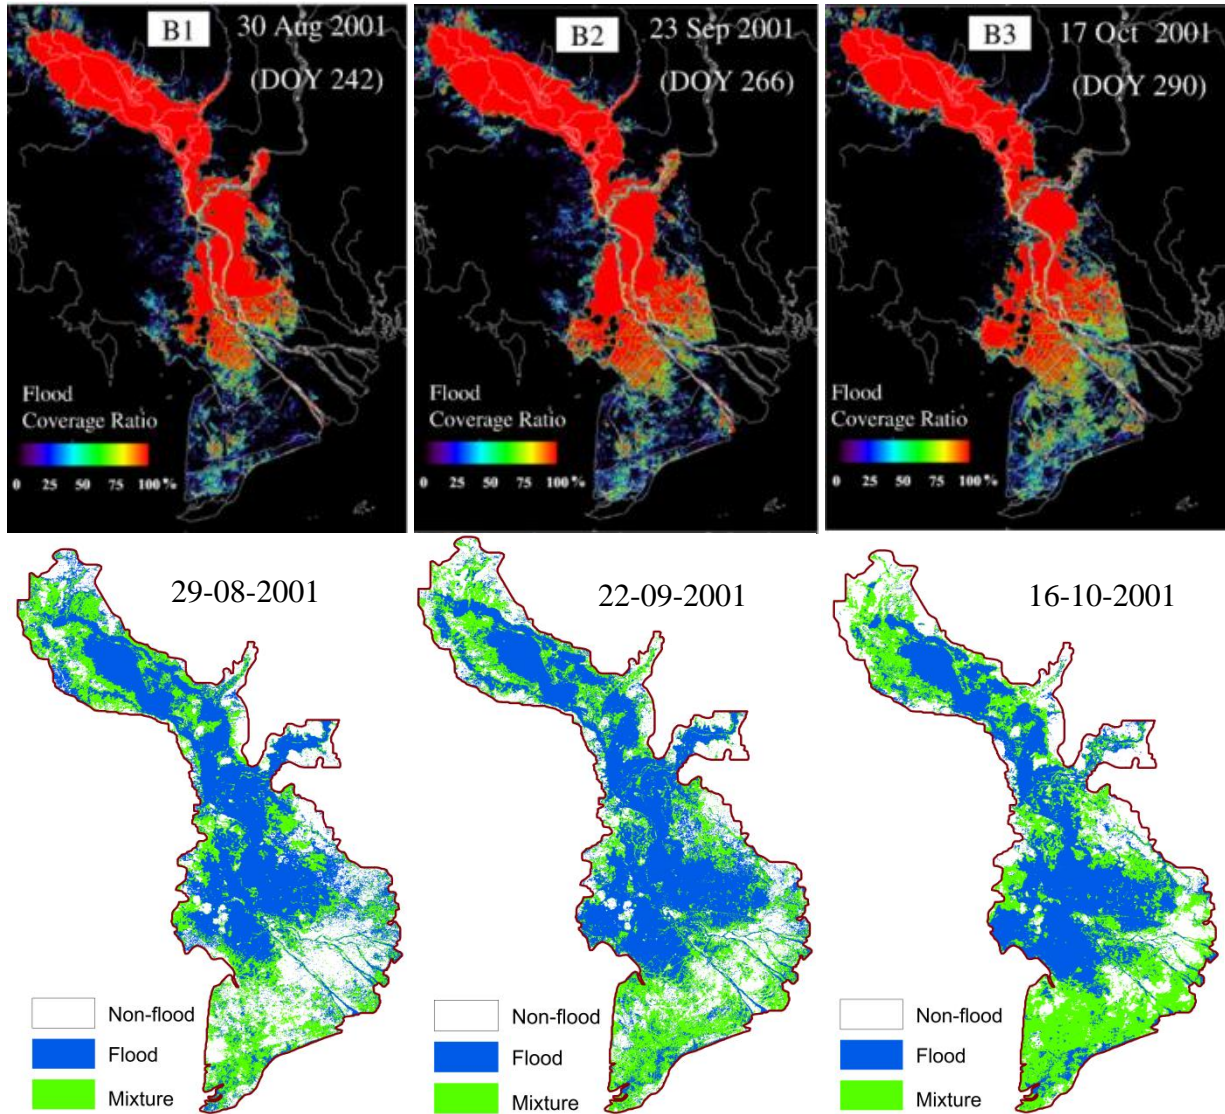 B1 30 Aug 2001
(DOY 242)
Flood
Coverage Ratio
0 25 50 75 100 %
B2 23 Sep 2001
(DOY 266)
Flood
Coverage Ratio
0 25 50 75 100 %
B3 17 Oct 2001
(DOY 290)
Flood
Coverage Ratio
0 25 50 75 100 %
29-08-2001
Non-flood
Flood
Mixture
22-09-2001
Non-flood
Flood
Mixture
16-10-2001
Non-flood
Flood
Mixture